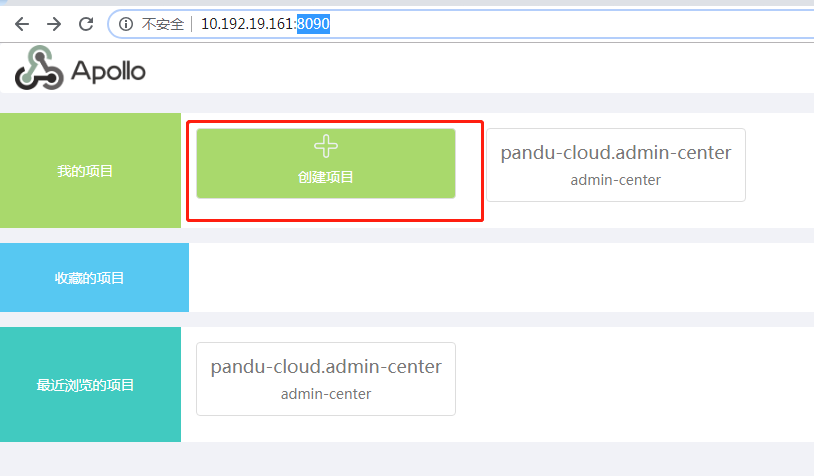 不安全 10.192.19.161:8090
Apollo
我的项目
创建项目
pandu-cloud.admin-center
admin-center
收藏的项目
最近浏览的项目
pandu-cloud.admin-center
admin-center